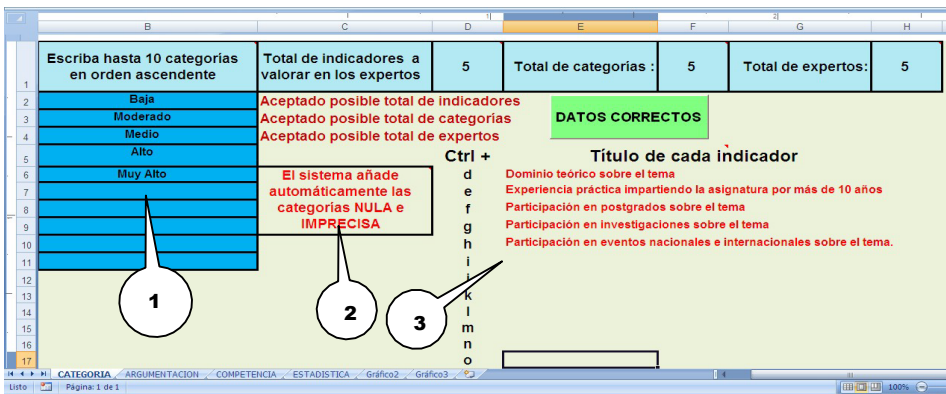 B C D E F G H
1 Escriba hasta 10 categorías en orden ascendente Total de indicadores a valorar en los expertos 5 Total de categorias : 5 Total de expertos: 5
2 Baja Aceptado posible total de indicadores
3 Moderado Aceptado posible total de categorías DATOS CORRECTOS
4 Medio Aceptado posible total de expertos
5 Alto Ctrl + Título de cada indicador
6 Muy Alto El sistema añade d Dominio teórico sobre el tema
7 automáticamente las e Experiencia práctica impartiendo la asignatura por más de 10 años
8 categorías NULA e f Participación en postgrados sobre el tema
9 IMPRECISA g Participación en investigaciones sobre el tema
10 h Participación en eventos nacionales e internacionales sobre el tema.
11 i
12 j
13 k
14 l
15 m
16 n
17 o
1 2 3
CATEGORIA ARGUMENTACION COMPETENCIA ESTADISTICA Gráfico2 Gráfico3
Listo Página: 1 de 1 100%